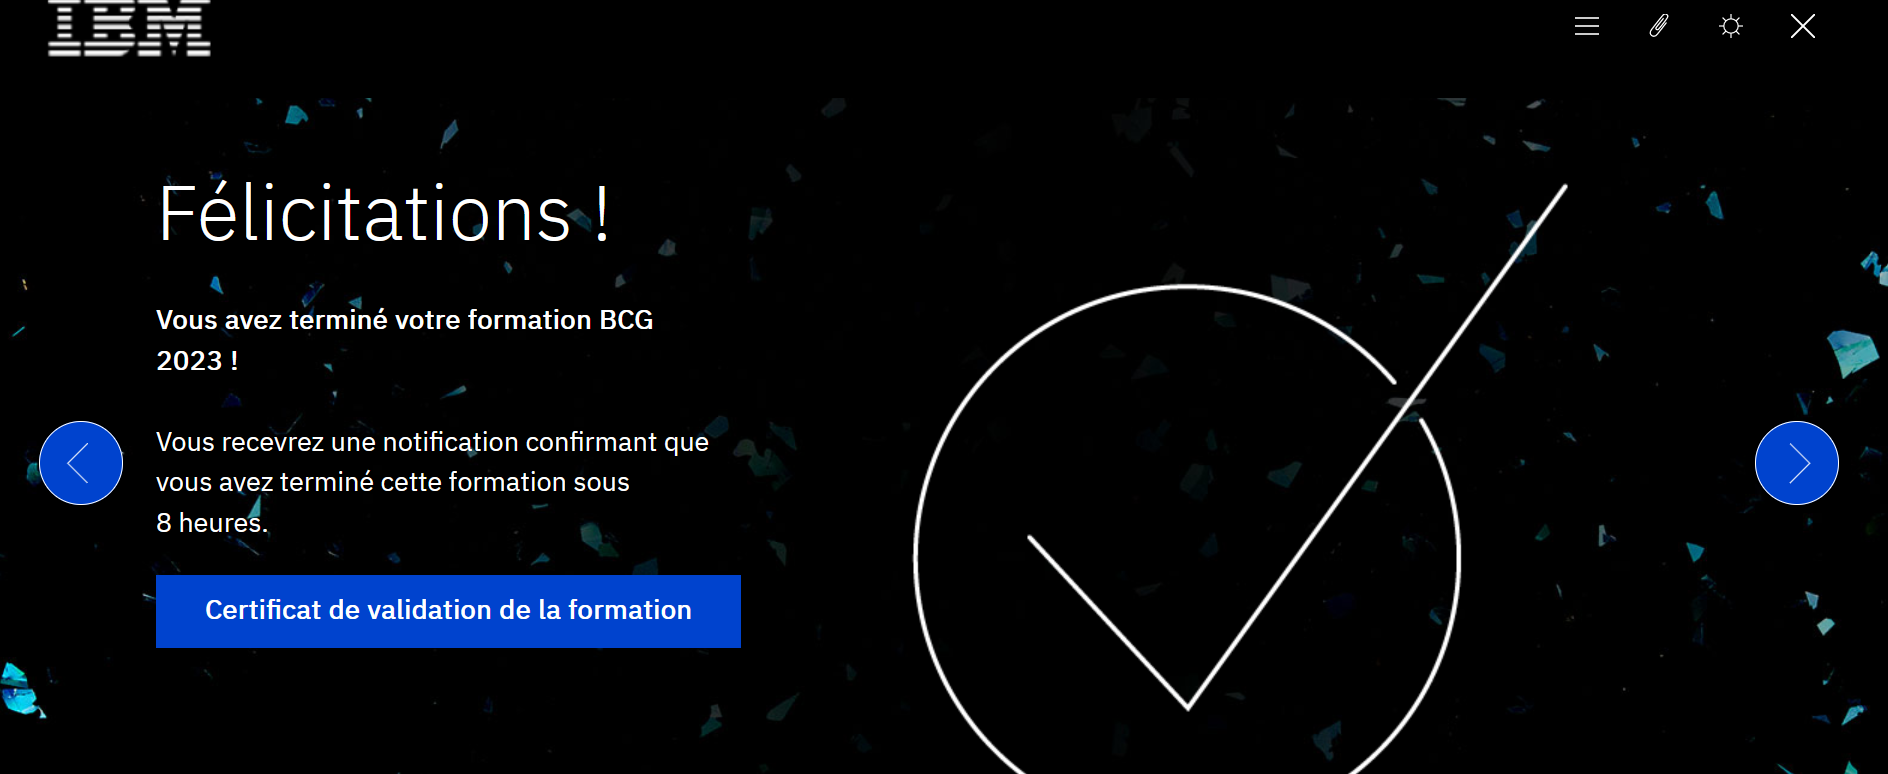 IBM
Félicitations !
Vous avez terminé votre formation BCG
2023 !
Vous recevrez une notification confirmant que
vous avez terminé cette formation sous
8 heures.
Certificat de validation de la formation